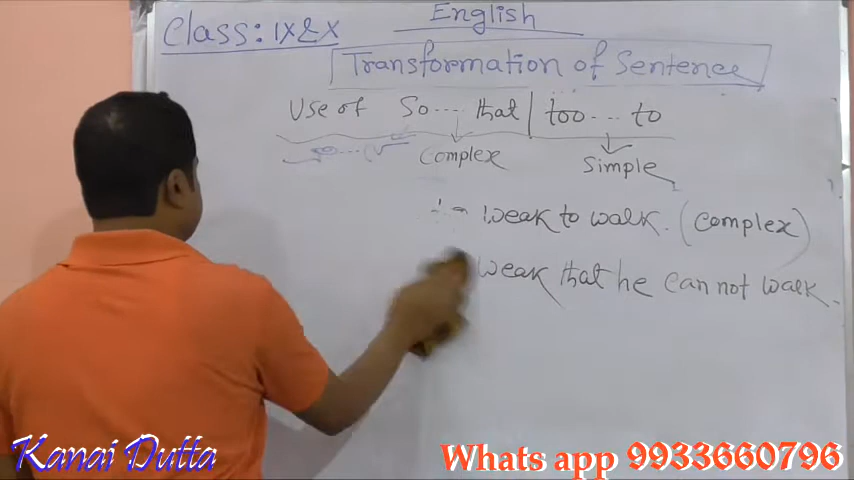 English
Class: IX & X
Transformation of Sentence
Use of So.... that | too... to
Complex
Simple
weak to walk. (complex)
weak that he can not walk.
Kanai Dutta
Whats app 9933660796